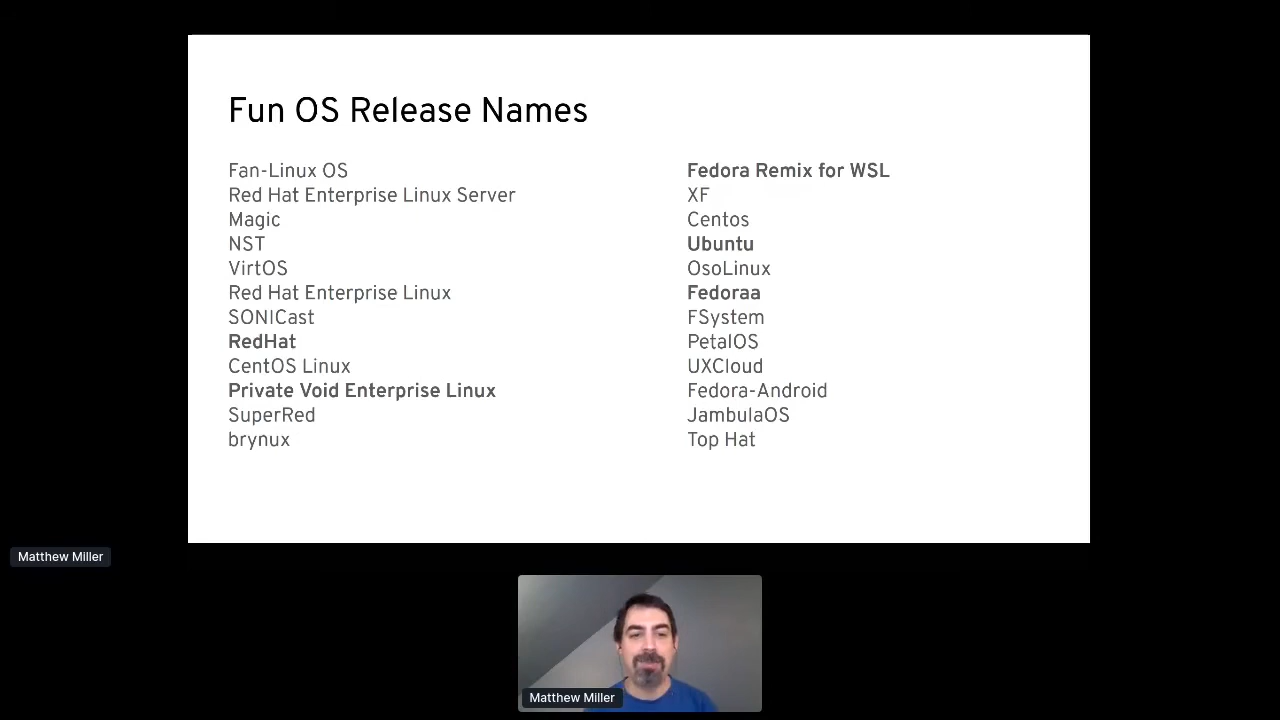 Fun OS Release Names
Fan-Linux OS
Red Hat Enterprise Linux Server
Magic
NST
VirtOS
Red Hat Enterprise Linux
SONICast
RedHat
CentOS Linux
Private Void Enterprise Linux
SuperRed
brynux
Fedora Remix for WSL
XF
Centos
Ubuntu
OsoLinux
Fedoraa
FSystem
PetalOS
UXCloud
Fedora-Android
JambulaOS
Top Hat
Matthew Miller
Matthew Miller